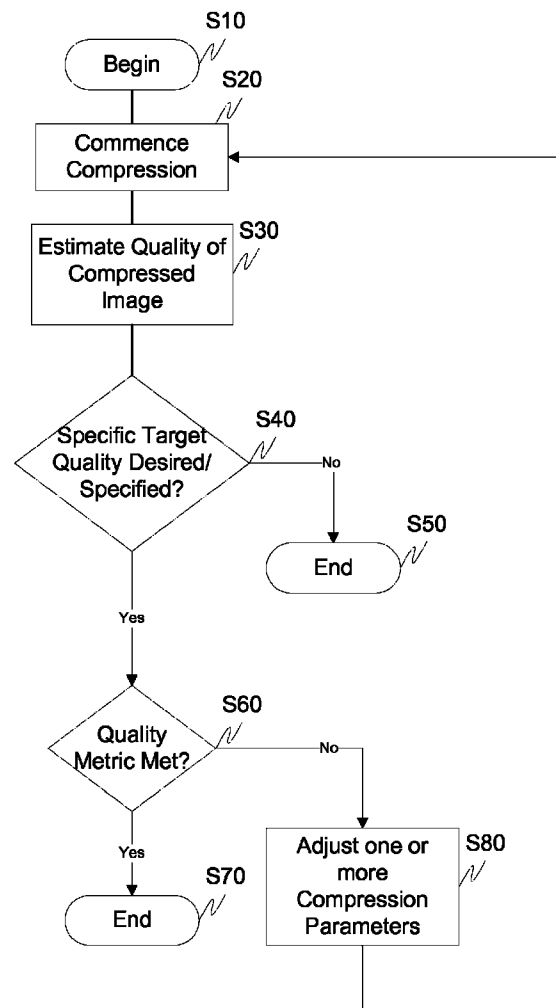 S10
Begin
S20
Commence
Compression
S30
Estimate Quality of
Compressed
Image
S40
Specific Target
Quality Desired/
Specified?
No
S50
End
Yes
S60
Quality
Metric Met?
No
Yes
S70
End
S80
Adjust one or
more
Compression
Parameters